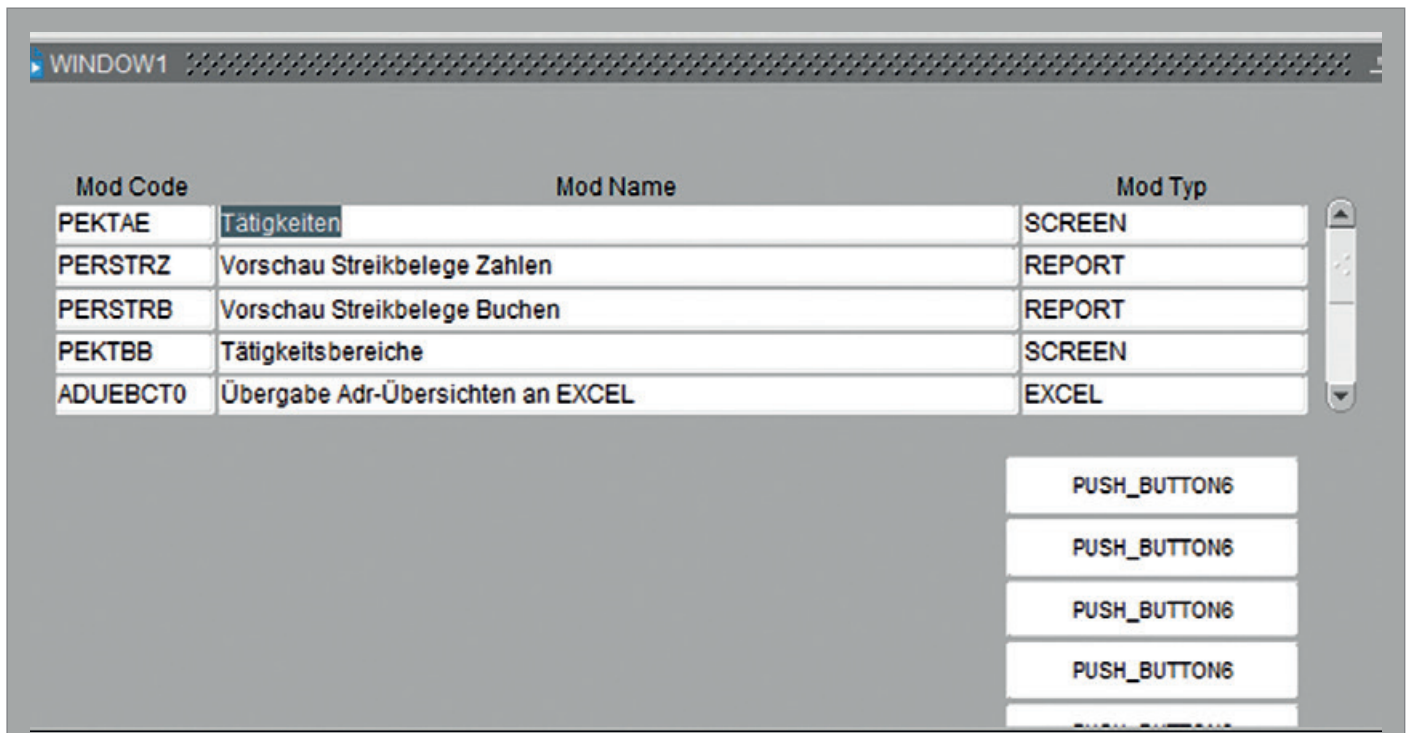 WINDOW1
Mod Code Mod Name Mod Typ
PEKTAE Tätigkeiten SCREEN
PERSTRZ Vorschau Streikbelege Zahlen REPORT
PERSTRB Vorschau Streikbelege Buchen REPORT
PEKTBB Tätigkeitsbereiche SCREEN
ADUEBCT0 Übergabe Adr-Übersichten an EXCEL EXCEL
PUSH_BUTTON6
PUSH_BUTTON6
PUSH_BUTTON6
PUSH_BUTTON6